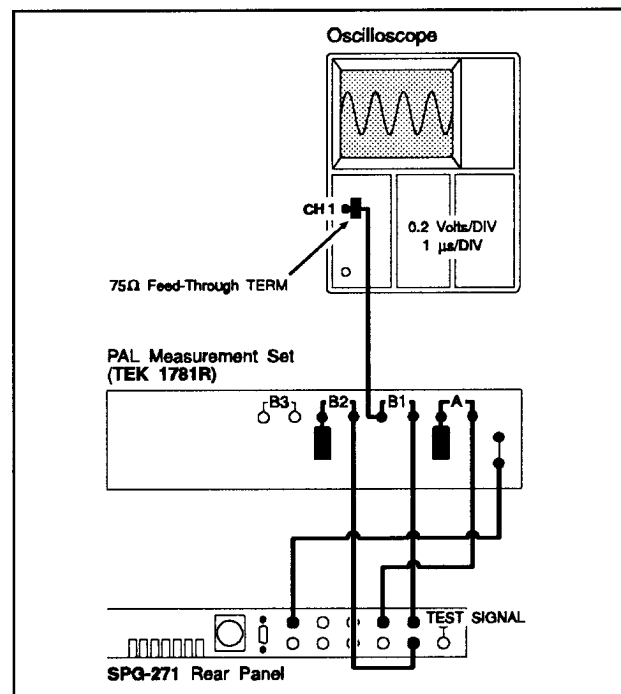 Oscilloscope
CH 1
0.2 Volts/DIV
1 µs/DIV
75Ω Feed-Through TERM
PAL Measurement Set
(TEK 1781R)
B3
B2
B1
A
TEST SIGNAL
SPG-271 Rear Panel